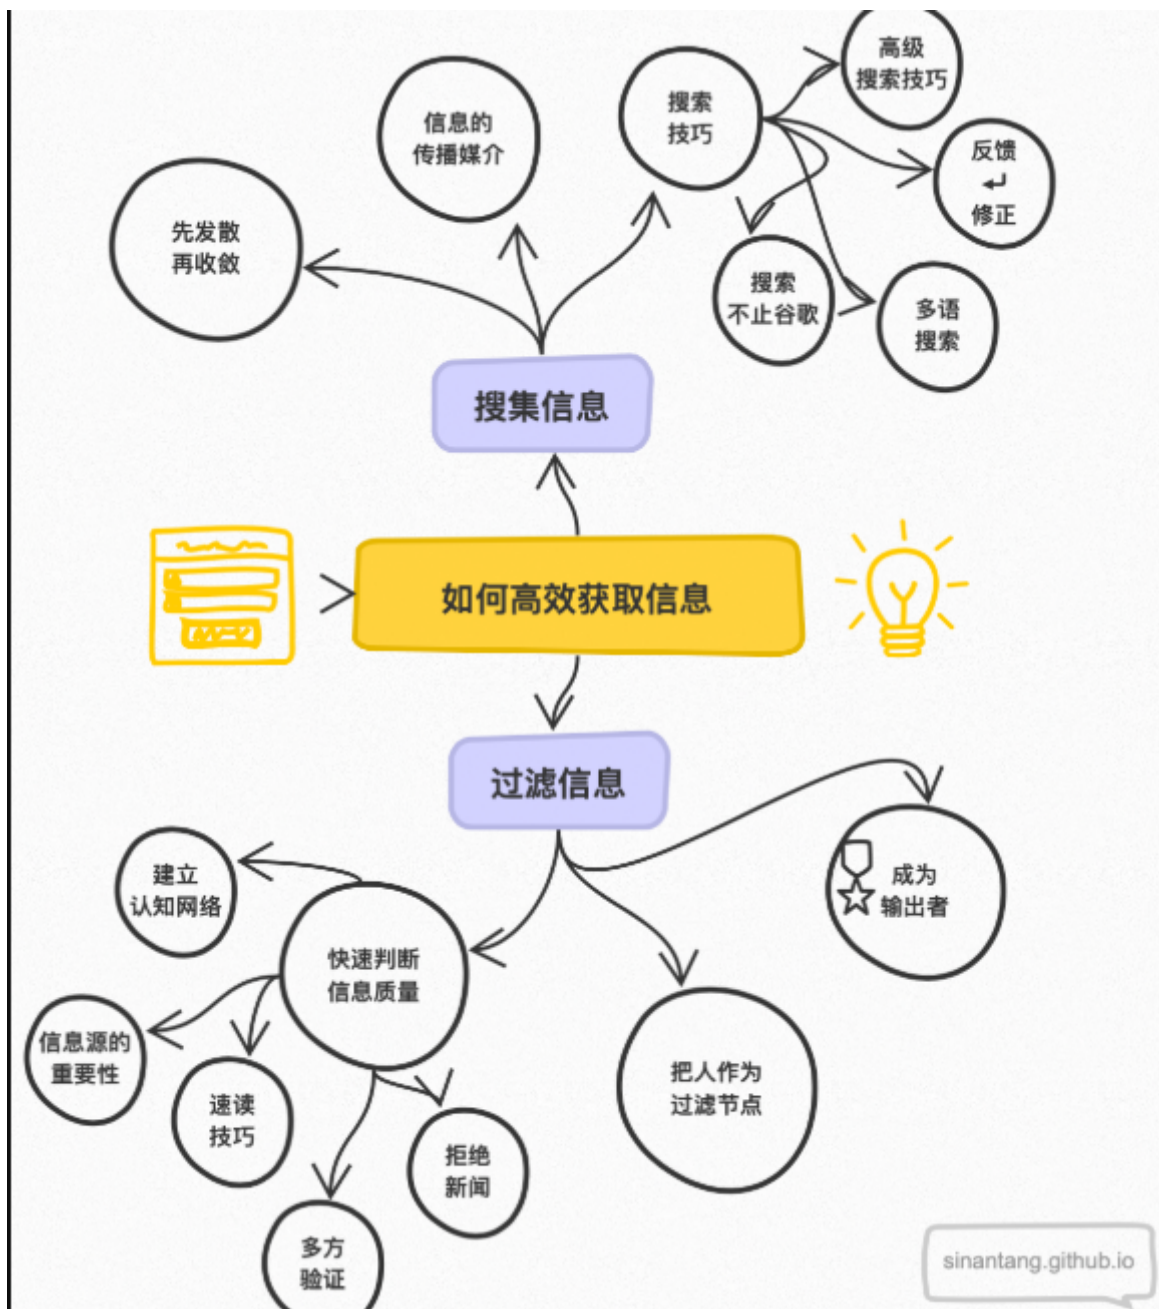 高级
搜索技巧
搜索
技巧
信息的
传播媒介
反馈
修正
先发散
再收敛
搜索
不止谷歌
多语
搜索
搜集信息
如何高效获取信息
过滤信息
成为
输出者
建立
认知网络
快速判断
信息质量
信息源的
重要性
把人作为
过滤节点
速读
技巧
拒绝
新闻
多方
验证
sinantang.github.io